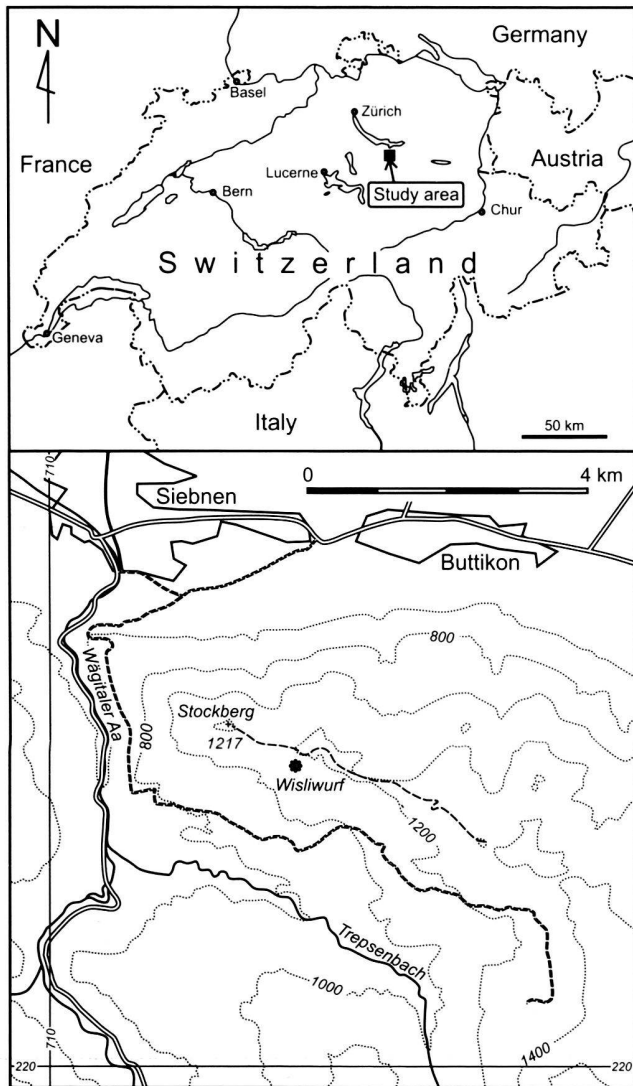 N
Germany
Basel
Zürich
France
Austria
Lucerne
Bern
Study area
Chur
Switzerland
Geneva
Italy
50 km
710
0 4 km
Siebnen
Buttikon
800
Wägitaler Aa
800
Stockberg
1217
Wisliwurf
1200
Trepsenbach
1000
710
1400
220 220